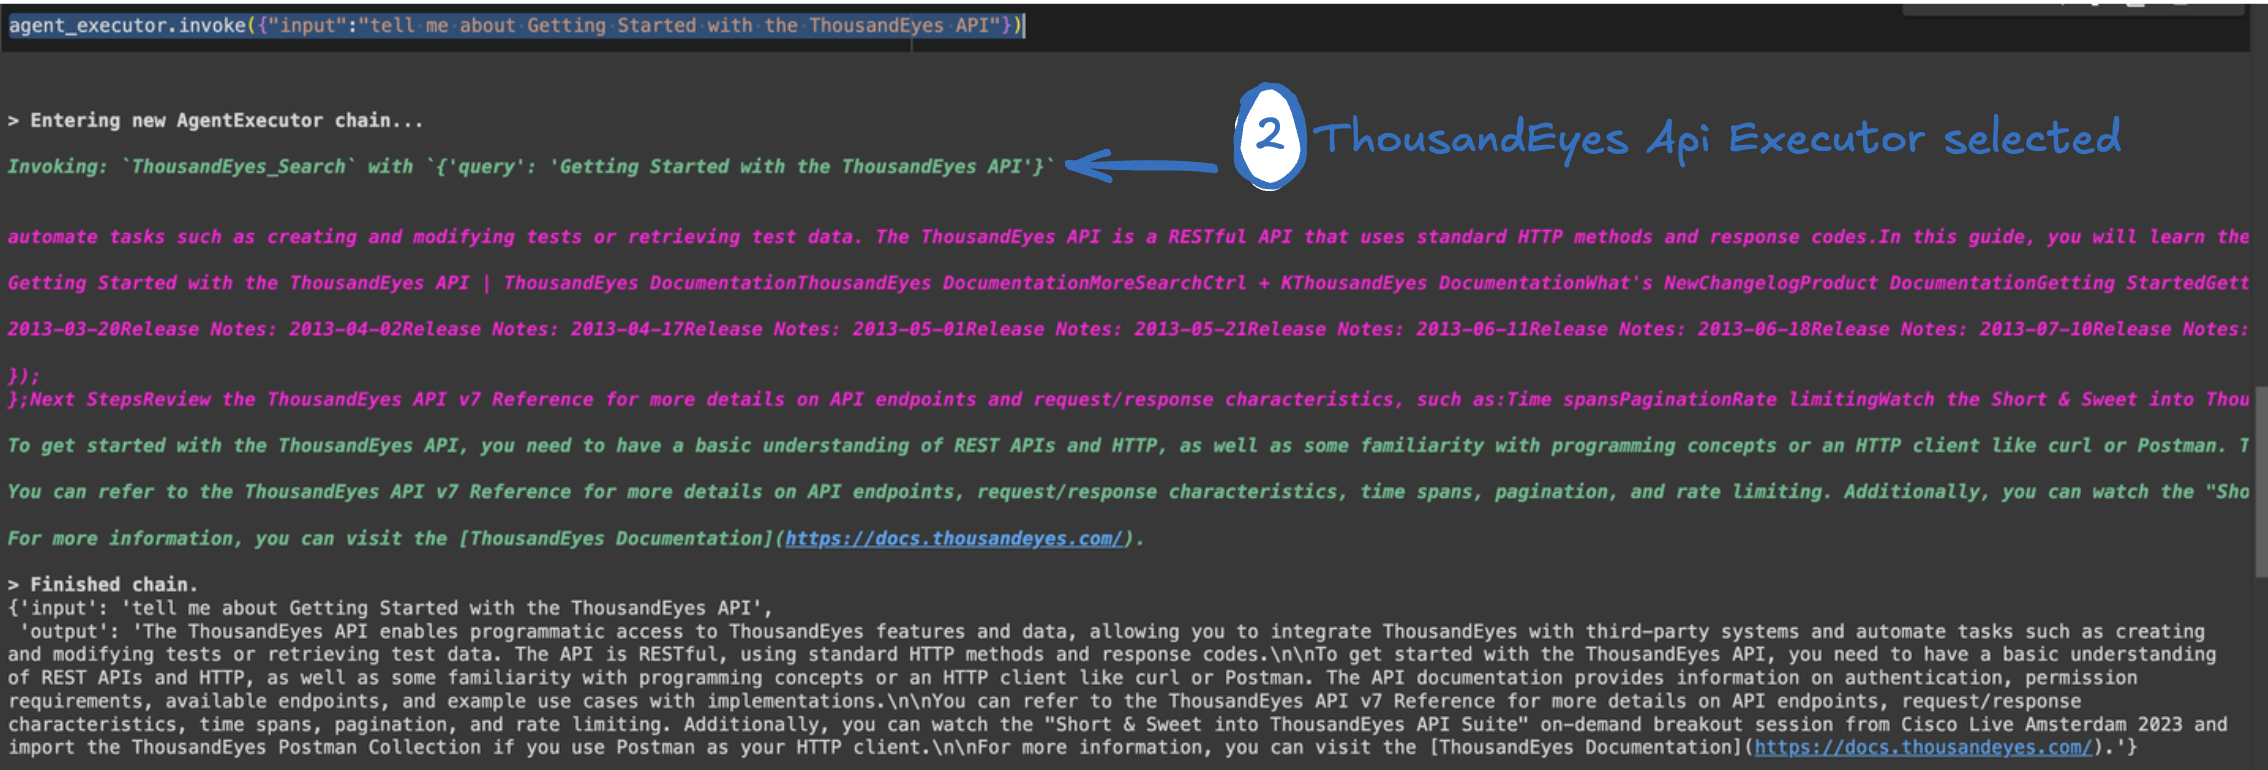 agent_executor.invoke({"input":"tell me about Getting Started with the ThousandEyes API"})
> Entering new AgentExecutor chain...
2 ThousandEyes Api Executor selected
Invoking: `ThousandEyes_Search` with `{'query': 'Getting Started with the ThousandEyes API'}`
automate tasks such as creating and modifying tests or retrieving test data. The ThousandEyes API is a RESTful API that uses standard HTTP methods and response codes.In this guide, you will learn the
Getting Started with the ThousandEyes API | ThousandEyes DocumentationThousandEyes DocumentationMoreSearchCtrl + KThousandEyes DocumentationWhat's NewChangelogProduct DocumentationGetting StartedGett
2013-03-20Release Notes: 2013-04-02Release Notes: 2013-04-17Release Notes: 2013-05-01Release Notes: 2013-05-21Release Notes: 2013-06-11Release Notes: 2013-06-18Release Notes: 2013-07-10Release Notes:
});
};Next StepsReview the ThousandEyes API v7 Reference for more details on API endpoints and request/response characteristics, such as:Time spansPaginationRate limitingWatch the Short & Sweet into Thou
To get started with the ThousandEyes API, you need to have a basic understanding of REST APIs and HTTP, as well as some familiarity with programming concepts or an HTTP client like curl or Postman. T
You can refer to the ThousandEyes API v7 Reference for more details on API endpoints, request/response characteristics, time spans, pagination, and rate limiting. Additionally, you can watch the "Sho
For more information, you can visit the [ThousandEyes Documentation](https://docs.thousandeyes.com/).
> Finished chain.
{'input': 'tell me about Getting Started with the ThousandEyes API',
'output': 'The ThousandEyes API enables programmatic access to ThousandEyes features and data, allowing you to integrate ThousandEyes with third-party systems and automate tasks such as creating
and modifying tests or retrieving test data. The API is RESTful, using standard HTTP methods and response codes.\n\nTo get started with the ThousandEyes API, you need to have a basic understanding
of REST APIs and HTTP, as well as some familiarity with programming concepts or an HTTP client like curl or Postman. The API documentation provides information on authentication, permission
requirements, available endpoints, and example use cases with implementations.\n\nYou can refer to the ThousandEyes API v7 Reference for more details on API endpoints, request/response
characteristics, time spans, pagination, and rate limiting. Additionally, you can watch the "Short & Sweet into ThousandEyes API Suite" on-demand breakout session from Cisco Live Amsterdam 2023 and
import the ThousandEyes Postman Collection if you use Postman as your HTTP client.\n\nFor more information, you can visit the [ThousandEyes Documentation](https://docs.thousandeyes.com/).'}